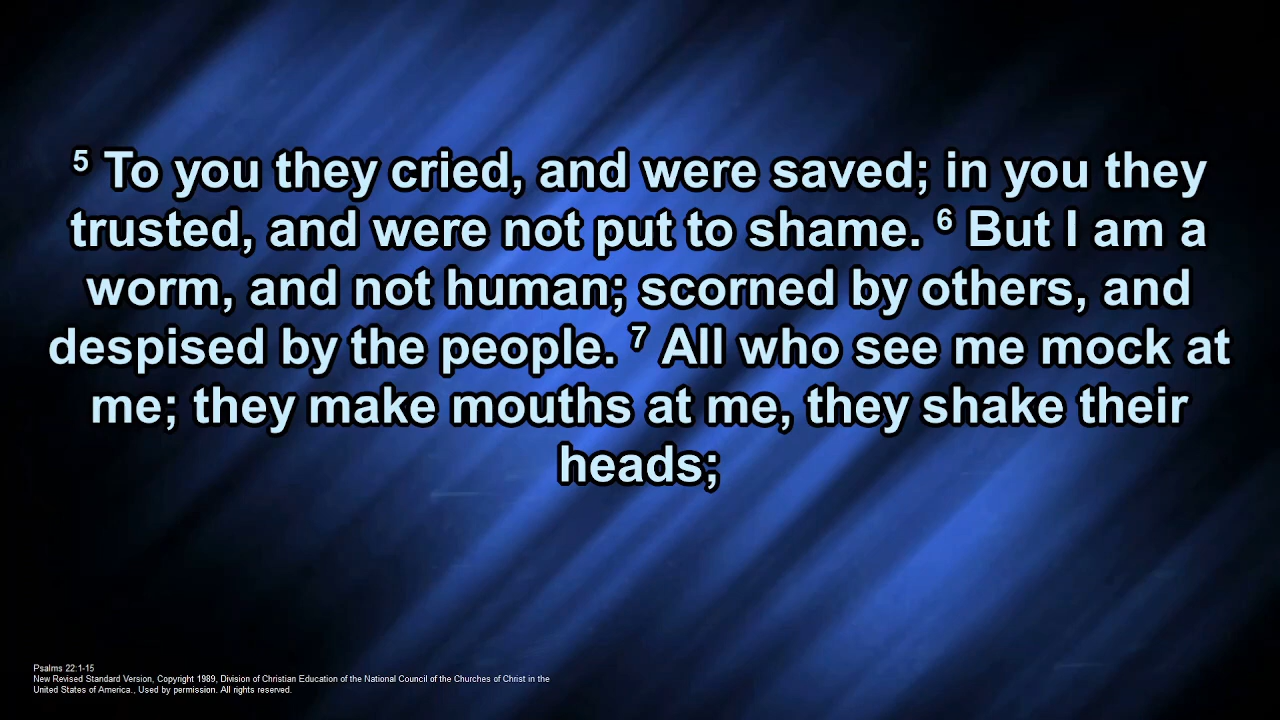 ⁵ To you they cried, and were saved; in you they
trusted, and were not put to shame. ⁶ But I am a
worm, and not human; scorned by others, and
despised by the people. ⁷ All who see me mock at
me; they make mouths at me, they shake their
heads;
Psalms 22:1-15
New Revised Standard Version, Copyright 1989, Division of Christian Education of the National Council of the Churches of Christ in the
United States of America., Used by permission. All rights reserved.